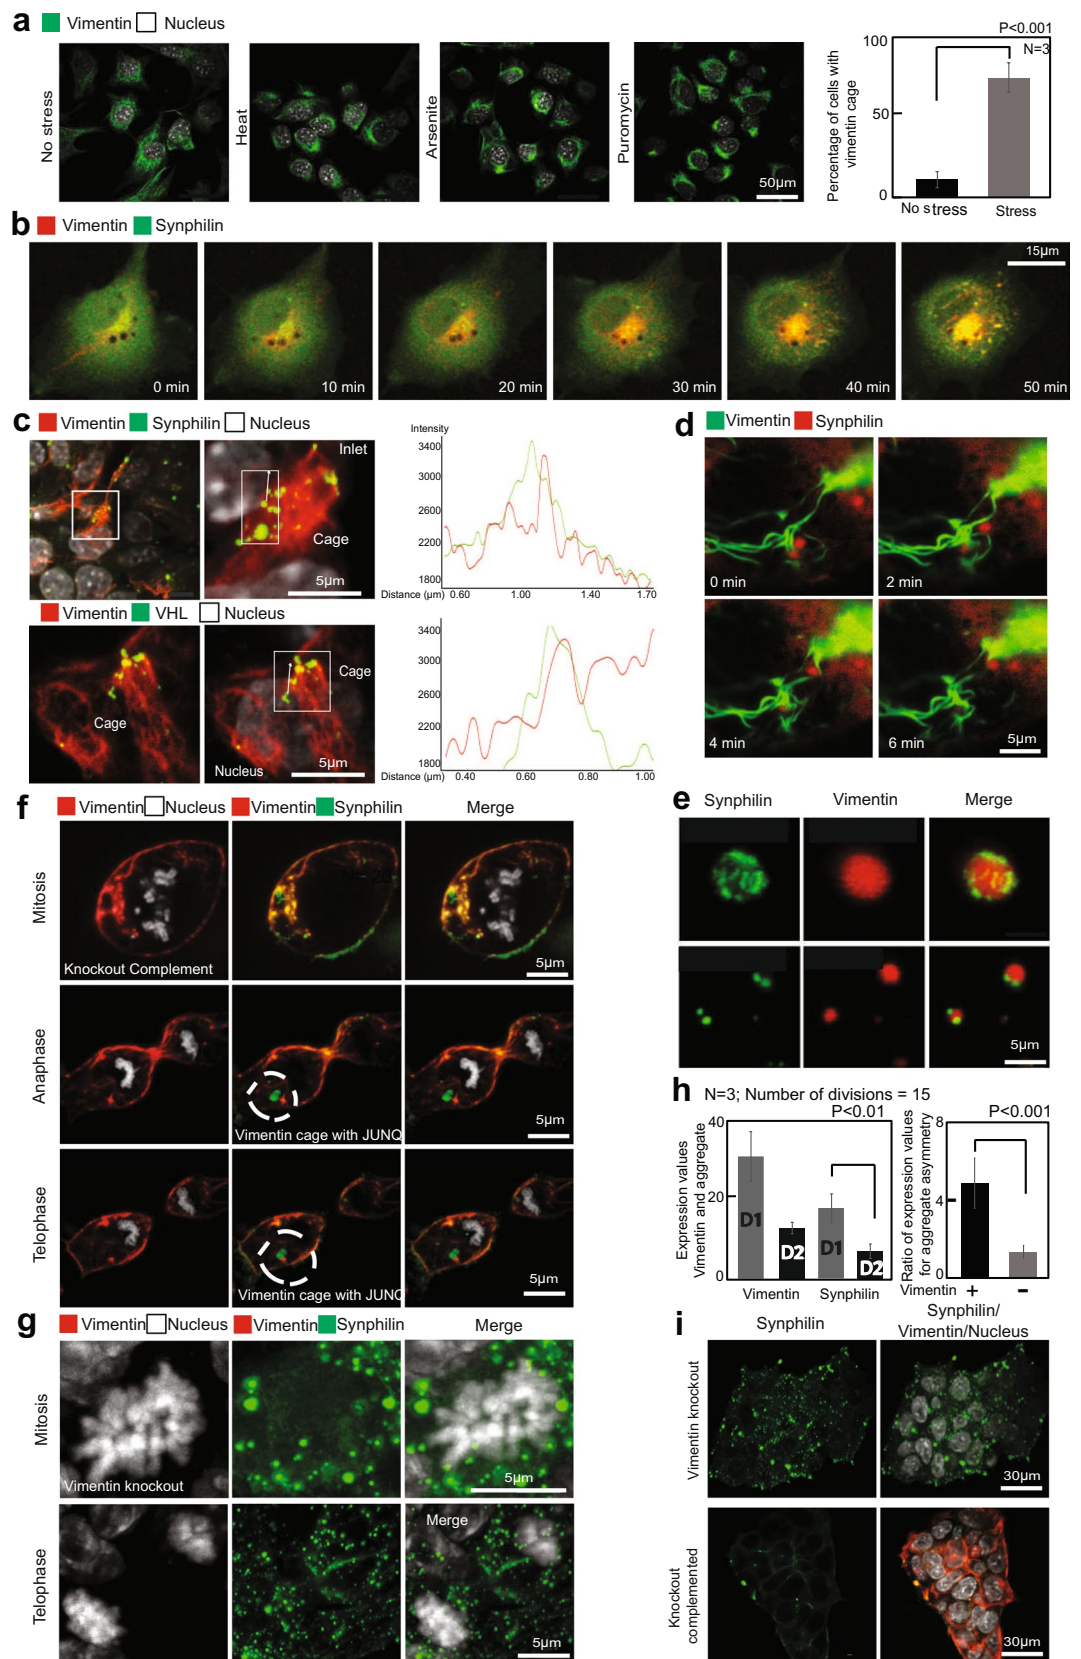 a Vimentin Nucleus
No stress
Heat
Arsenite
Puromycin
50µm
Percentage of cells with
vimentin cage
100
50
0
P<0.001
N=3
No stress Stress
b Vimentin Synphilin
15µm
0 min 10 min 20 min 30 min 40 min 50 min
c Vimentin Synphilin Nucleus
Inlet
Cage
5µm
Intensity
3400
3000
2600
2200
1800
Distance (µm) 0.60 1.00 1.40 1.70
Vimentin VHL Nucleus
Cage
Cage
Nucleus
5µm
3400
3000
2600
2200
1800
Distance (µm) 0.40 0.60 0.80 1.00
d Vimentin Synphilin
0 min 2 min
4 min 6 min
5µm
e Synphilin Vimentin Merge
5µm
f Vimentin Nucleus Vimentin Synphilin Merge
Mitosis
Knockout Complement
5µm
Anaphase
Vimentin cage with JUNQ
5µm
Telophase
Vimentin cage with JUNQ
5µm
g Vimentin Nucleus Vimentin Synphilin Merge
Mitosis
Vimentin knockout
5µm
Telophase
Merge
5µm
h N=3; Number of divisions = 15
P<0.01
Expression values
Vimentin and aggregate
40
20
0
D1 D2 D1 D2
Vimentin Synphilin
P<0.001
Ratio of expression values
for aggregate asymmetry
8
4
0
Vimentin + -
i Synphilin
Synphilin/
Vimentin/Nucleus
Vimentin knockout
30µm
Knockout
complemented
30µm